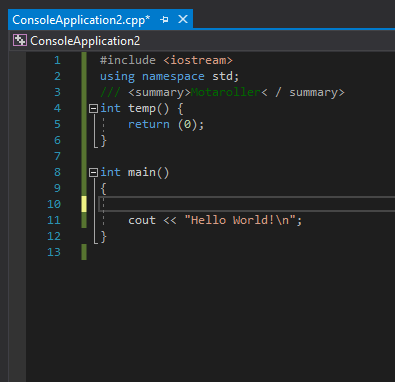 ConsoleApplication2.cpp*
ConsoleApplication2
1 #include <iostream>
2 using namespace std;
3 /// <summary>Motaroller< / summary>
4 int temp() {
5 return (0);
6 }
7
8 int main()
9 {
10
11 cout << "Hello World!\n";
12 }
13